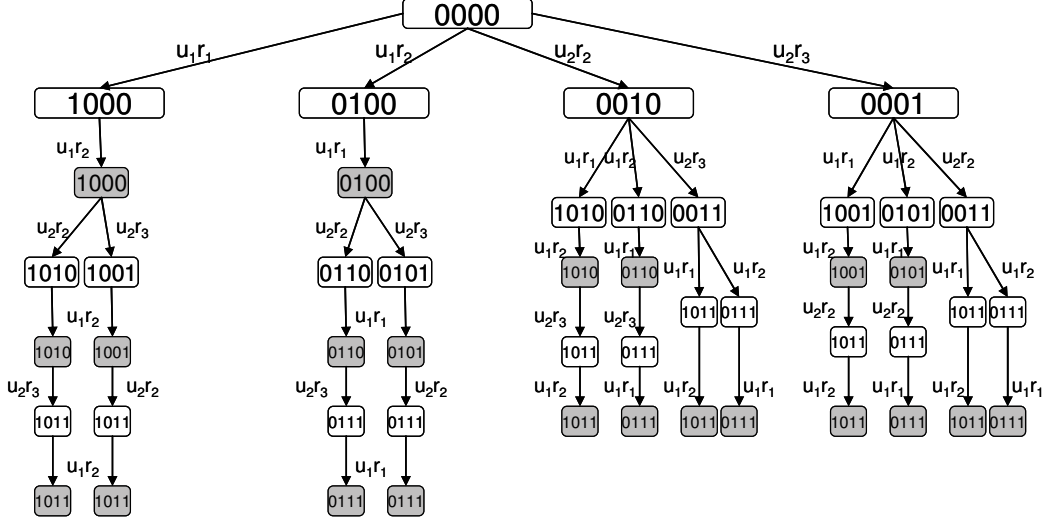 0000
u1r1 u1r2 u2r2 u2r3
1000 0100 0010 0001
u1r2 u1r1 u1r1 u1r2 u2r3 u1r1 u1r2 u2r2
1000 0100
u2r2 u2r3 u2r2 u2r3 1010 0110 0011 1001 0101 0011
u1r2 u1r1 u1r1 u1r2 u1r2 u1r1 u1r1 u1r2
1010 1001 0110 0101 1010 0110 1001 0101
u1r2 u1r1 u2r3 u2r3 1011 0111 u2r2 u2r2 1011 0111
1010 1001 0110 0101 1011 0111 1011 0111
u2r3 u2r2 u2r3 u2r2 u1r2 u1r1 u1r2 u1r1 u1r2 u1r1 u1r2 u1r1
1011 1011 0111 0111 1011 0111 1011 0111 1011 0111 1011 0111
u1r2 u1r1
1011 1011 0111 0111